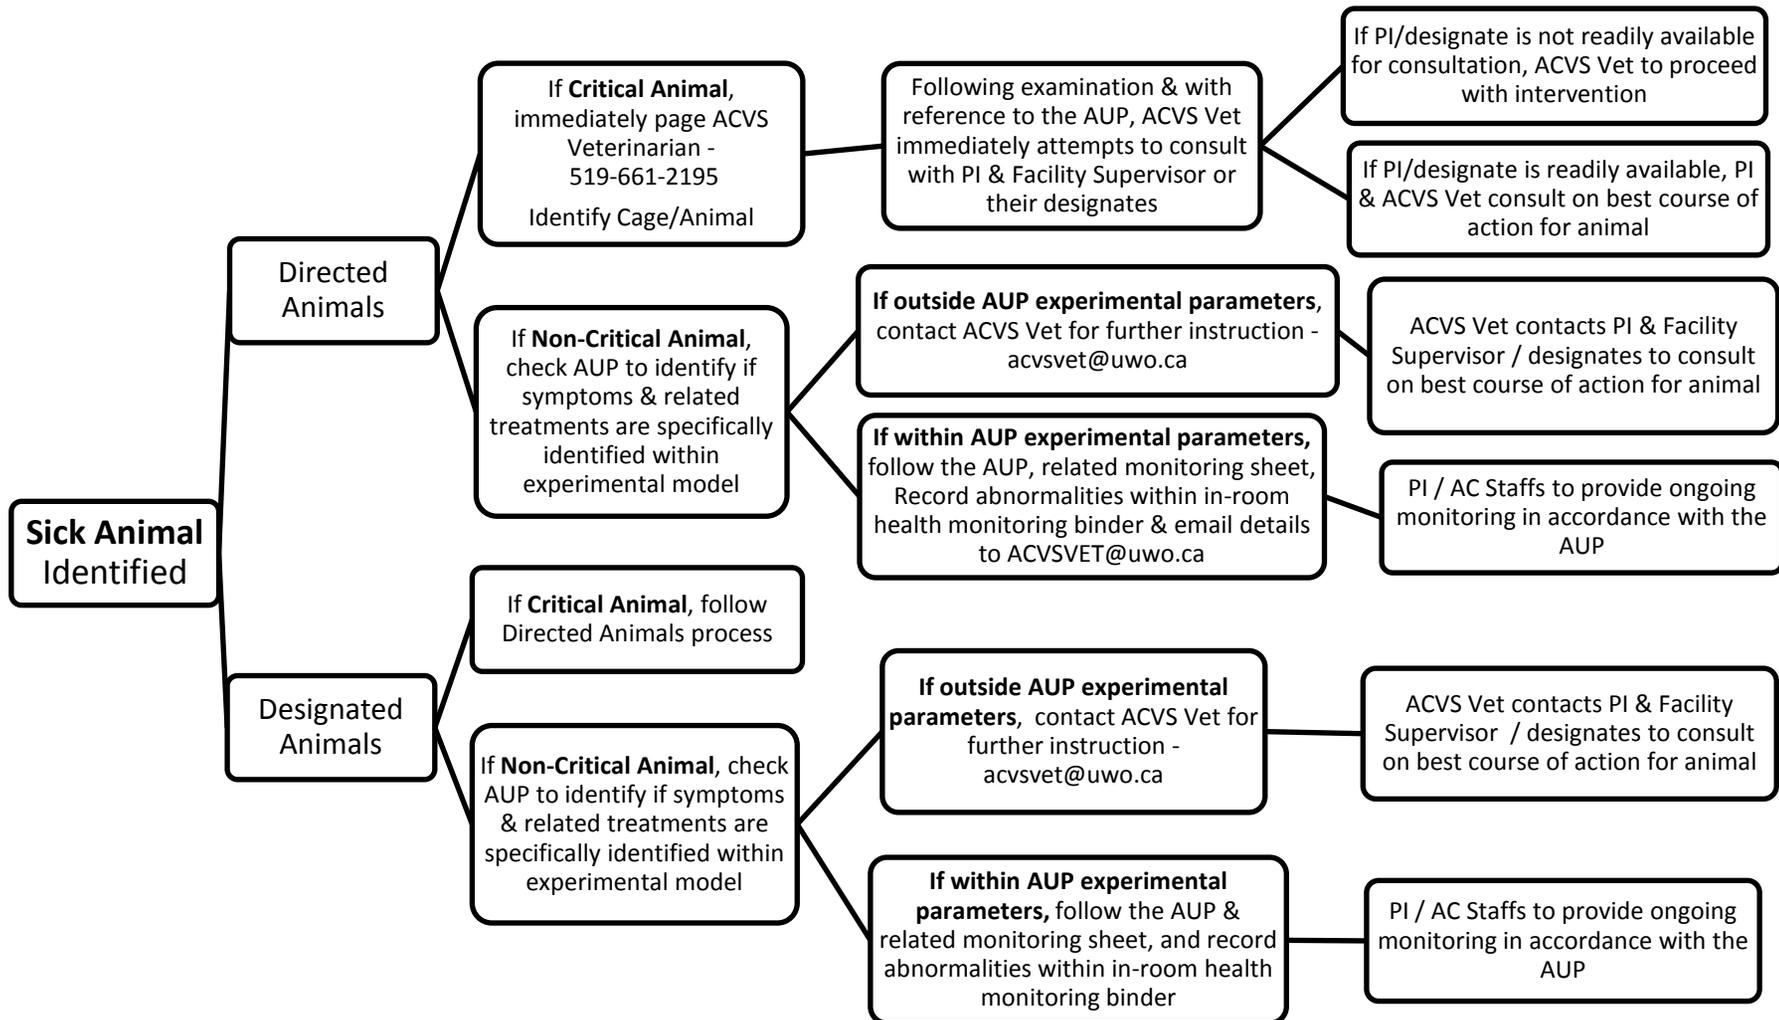 Sick Animal
Identified
Directed
Animals
If Critical Animal,
immediately page ACVS
Veterinarian -
519-661-2195
Identify Cage/Animal
Following examination & with
reference to the AUP, ACVS Vet
immediately attempts to consult
with PI & Facility Supervisor or
their designates
If PI/designate is not readily available
for consultation, ACVS Vet to proceed
with intervention
If PI/designate is readily available, PI
& ACVS Vet consult on best course of
action for animal
If Non-Critical Animal,
check AUP to identify if
symptoms & related
treatments are specifically
identified within
experimental model
If outside AUP experimental parameters,
contact ACVS Vet for further instruction -
acvsvet@uwo.ca
ACVS Vet contacts PI & Facility
Supervisor / designates to consult
on best course of action for animal
If within AUP experimental parameters,
follow the AUP, related monitoring sheet,
Record abnormalities within in-room
health monitoring binder & email details
to ACVSVET@uwo.ca
PI / AC Staffs to provide ongoing
monitoring in accordance with the
AUP
Designated
Animals
If Critical Animal, follow
Directed Animals process
If Non-Critical Animal, check
AUP to identify if symptoms
& related treatments are
specifically identified within
experimental model
If outside AUP experimental
parameters, contact ACVS Vet for
further instruction -
acvsvet@uwo.ca
ACVS Vet contacts PI & Facility
Supervisor / designates to consult
on best course of action for animal
If within AUP experimental
parameters, follow the AUP &
related monitoring sheet, and record
abnormalities within in-room health
monitoring binder
PI / AC Staffs to provide ongoing
monitoring in accordance with the
AUP